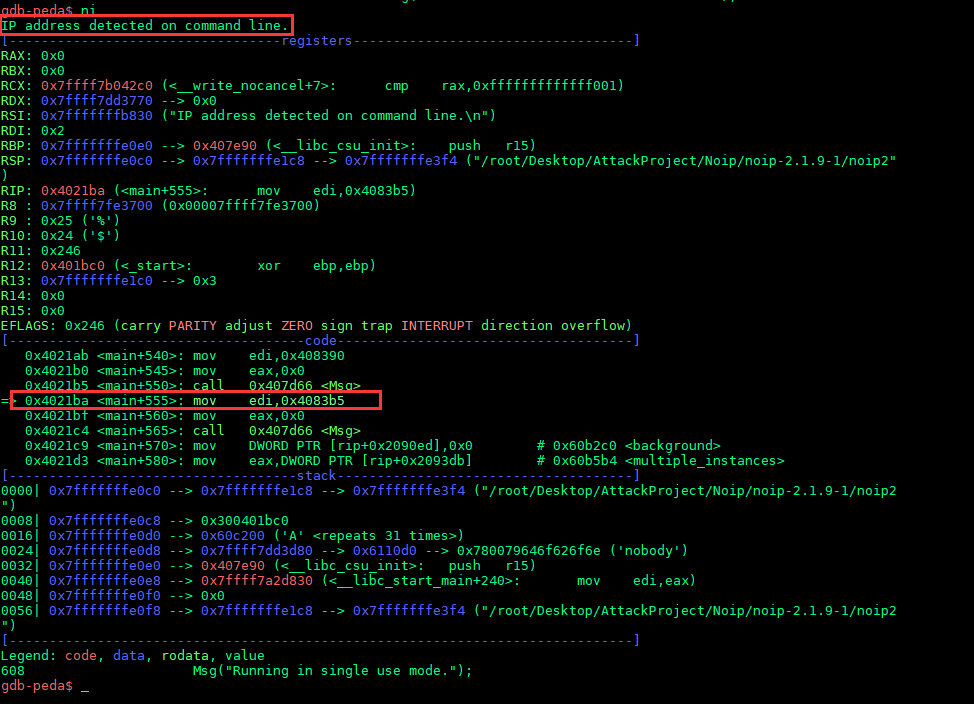 gdb-peda$ ni
IP address detected on command line.
[----------------------------------registers-----------------------------------]
RAX: 0x0
RBX: 0x0
RCX: 0x7ffff7b042c0 (<__write_nocancel+7>:      cmp    rax,0xfffffffffffff001)
RDX: 0x7ffff7dd3770 --> 0x0
RSI: 0x7fffffffb830 ("IP address detected on command line.\n")
RDI: 0x2
RBP: 0x7fffffffe0e0 --> 0x407e90 (<__libc_csu_init>:    push   r15)
RSP: 0x7fffffffe0c0 --> 0x7fffffffe1c8 --> 0x7fffffffe3f4 ("/root/Desktop/AttackProject/Noip/noip-2.1.9-1/noip2"
)
RIP: 0x4021ba (<main+555>:      mov    edi,0x4083b5)
R8 : 0x7ffff7fe3700 (0x00007ffff7fe3700)
R9 : 0x25 ('%')
R10: 0x24 ('$')
R11: 0x246
R12: 0x401bc0 (<_start>:        xor    ebp,ebp)
R13: 0x7fffffffe1c0 --> 0x3
R14: 0x0
R15: 0x0
EFLAGS: 0x246 (carry PARITY adjust ZERO sign trap INTERRUPT direction overflow)
[-------------------------------------code-------------------------------------]
   0x4021ab <main+540>: mov    edi,0x408390
   0x4021b0 <main+545>: mov    eax,0x0
   0x4021b5 <main+550>: call   0x407d66 <Msg>
=> 0x4021ba <main+555>: mov    edi,0x4083b5
   0x4021bf <main+560>: mov    eax,0x0
   0x4021c4 <main+565>: call   0x407d66 <Msg>
   0x4021c9 <main+570>: mov    DWORD PTR [rip+0x2090ed],0x0        # 0x60b2c0 <background>
   0x4021d3 <main+580>: mov    eax,DWORD PTR [rip+0x2093db]        # 0x60b5b4 <multiple_instances>
[------------------------------------stack-------------------------------------]
0000| 0x7fffffffe0c0 --> 0x7fffffffe1c8 --> 0x7fffffffe3f4 ("/root/Desktop/AttackProject/Noip/noip-2.1.9-1/noip2
")
0008| 0x7fffffffe0c8 --> 0x300401bc0
0016| 0x7fffffffe0d0 --> 0x60c200 ('A' <repeats 31 times>)
0024| 0x7fffffffe0d8 --> 0x7ffff7dd3d80 --> 0x6110d0 --> 0x780079646f626f6e ('nobody')
0032| 0x7fffffffe0e0 --> 0x407e90 (<__libc_csu_init>:   push   r15)
0040| 0x7fffffffe0e8 --> 0x7ffff7a2d830 (<__libc_start_main+240>:       mov    edi,eax)
0048| 0x7fffffffe0f0 --> 0x0
0056| 0x7fffffffe0f8 --> 0x7fffffffe1c8 --> 0x7fffffffe3f4 ("/root/Desktop/AttackProject/Noip/noip-2.1.9-1/noip2
")
[------------------------------------------------------------------------------]
Legend: code, data, rodata, value
608                     Msg("Running in single use mode.");
gdb-peda$ _